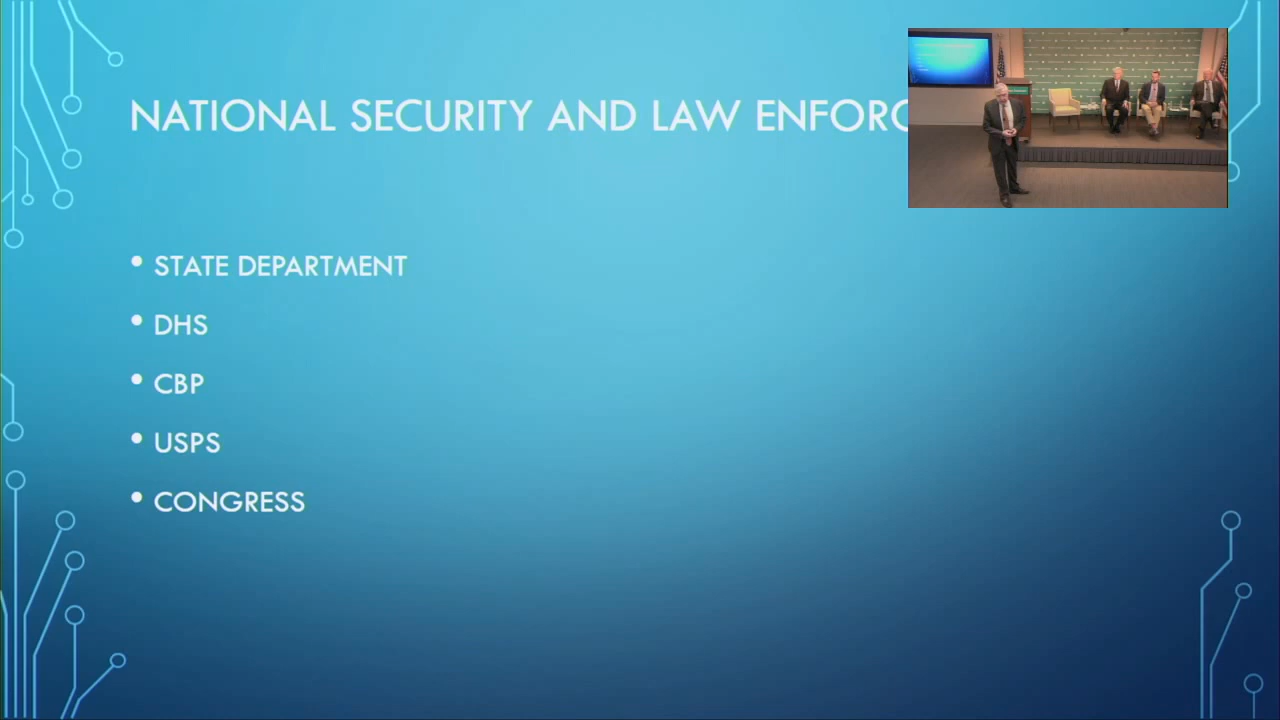 NATIONAL SECURITY AND LAW ENFORC
• STATE DEPARTMENT
• DHS
• CBP
• USPS
• CONGRESS